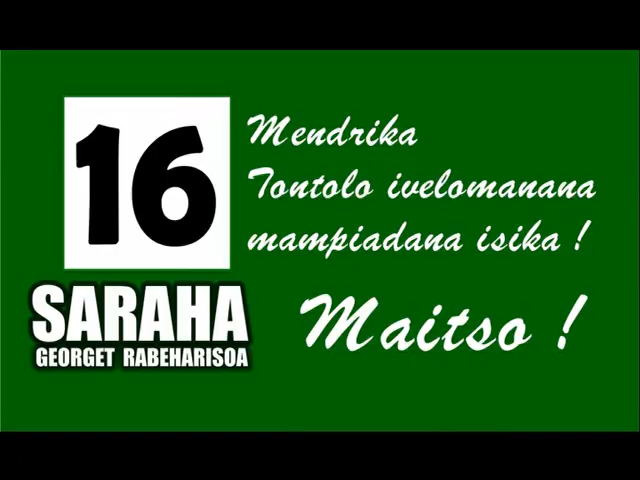 16
Mendrika
Tontolo ivelomanana
mampiadana isika !
SARAHA
GEORGET RABEHARISOA
Maitso !